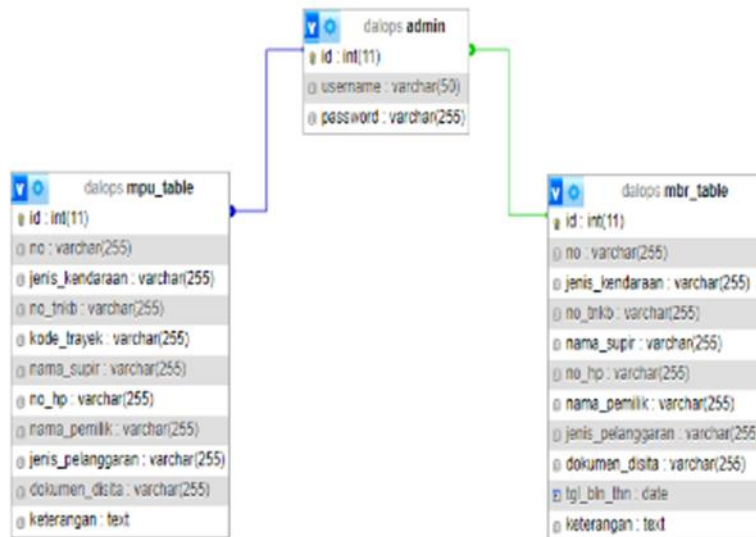 dalops admin
id : int(11)
username : varchar(50)
password : varchar(255)
dalops mpu_table
id : int(11)
no : varchar(255)
jenis_kendaraan : varchar(255)
no_tnkb : varchar(255)
kode_trayek : varchar(255)
nama_supir : varchar(255)
no_hp : varchar(255)
nama_pemilik : varchar(255)
jenis_pelanggaran : varchar(255)
dokumen_disita : varchar(255)
keterangan : text
dalops mbr_table
id : int(11)
no : varchar(255)
jenis_kendaraan : varchar(255)
no_tnkb : varchar(255)
nama_supir : varchar(255)
no_hp : varchar(255)
nama_pemilik : varchar(255)
jenis_pelanggaran : varchar(255
dokumen_disita : varchar(255)
tgl_bln_thn : date
keterangan : text